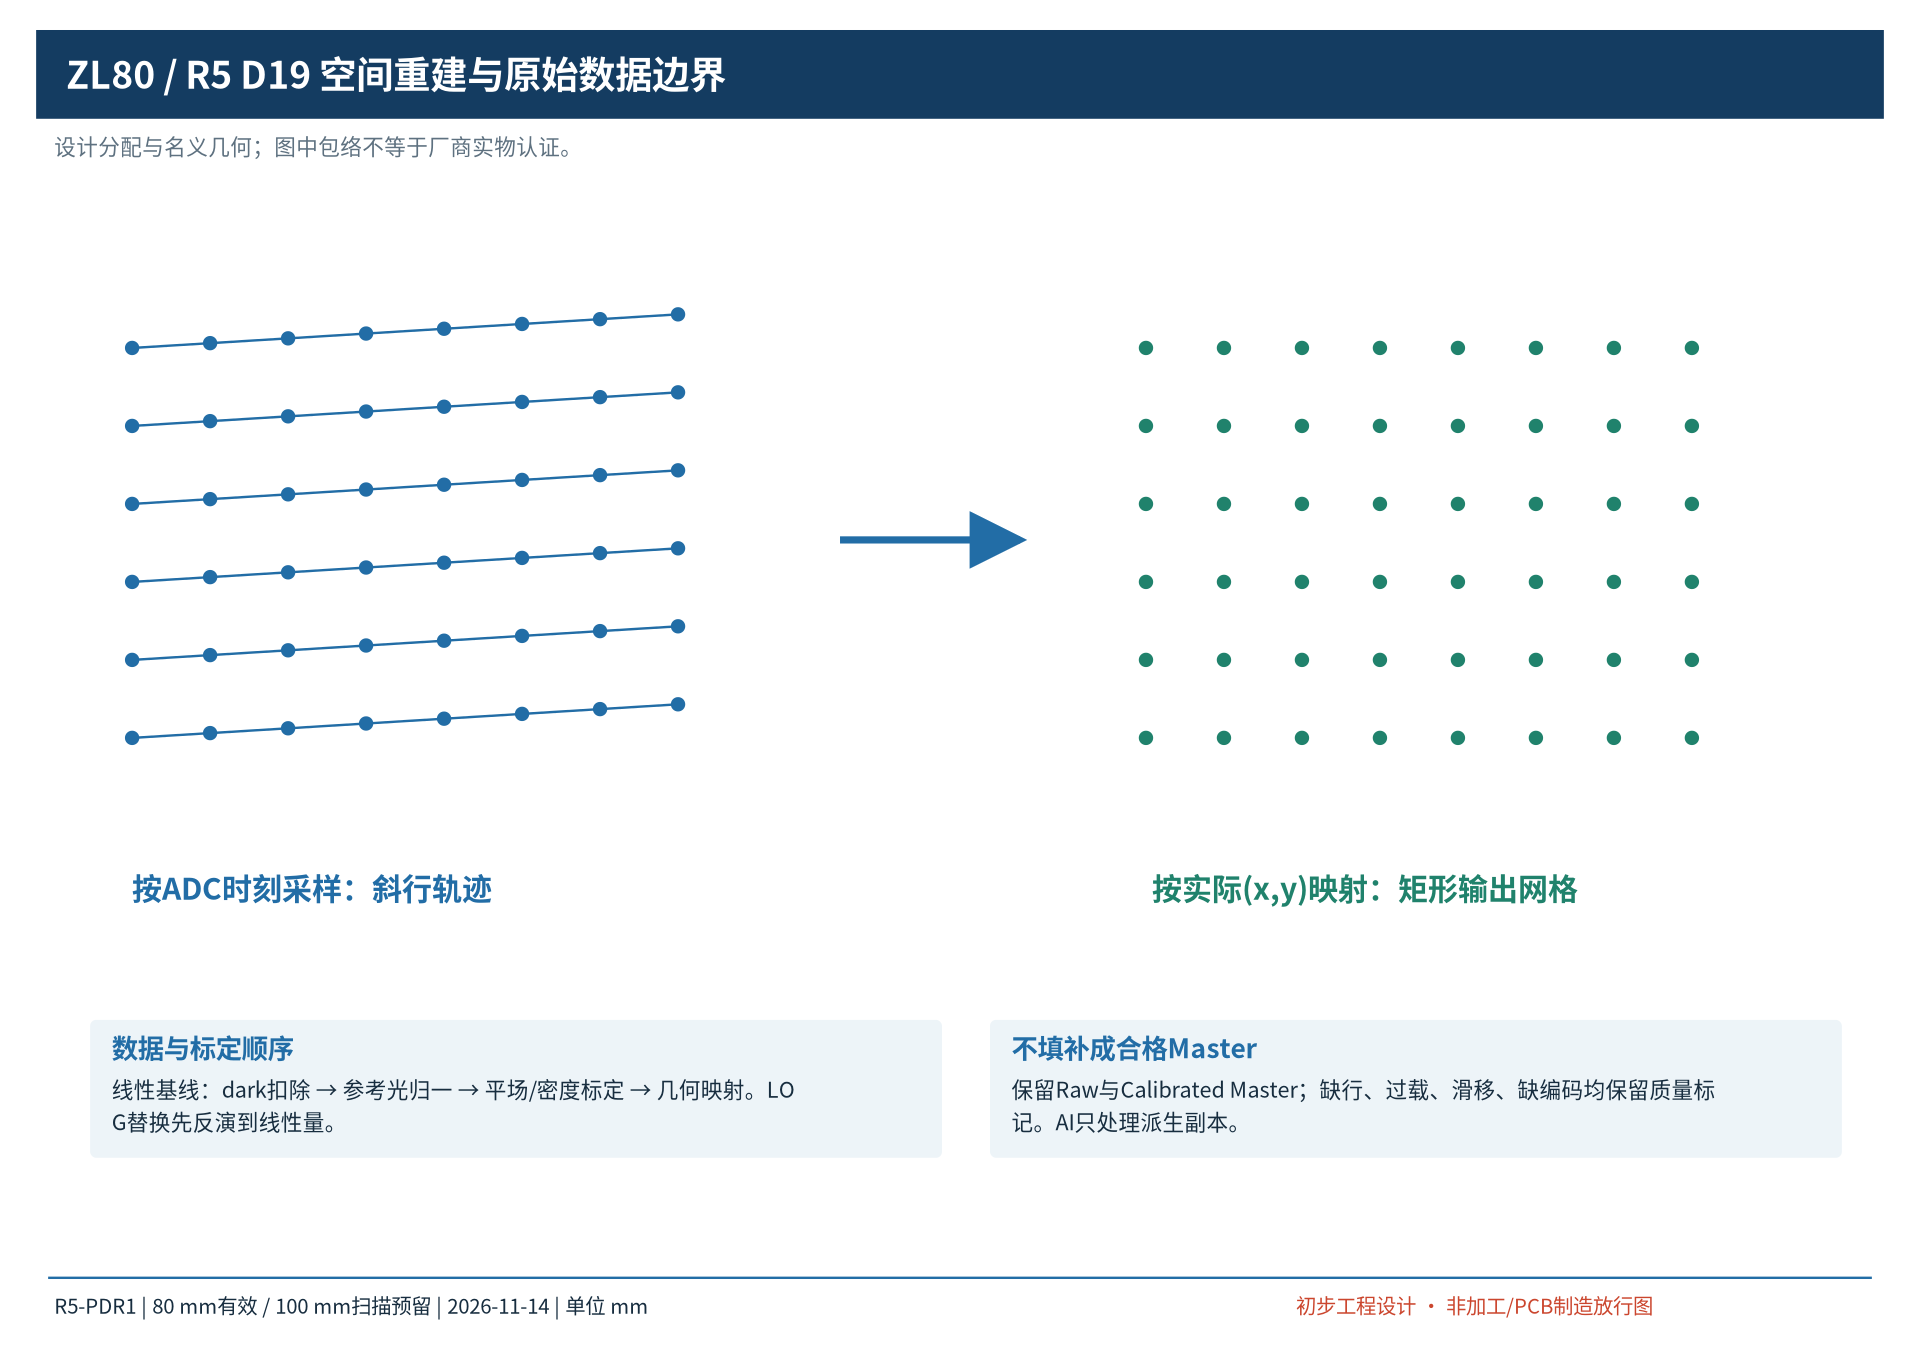 ZL80 / R5 D19 空间重建与原始数据边界
设计分配与名义几何；图中包络不等于厂商实物认证。
按ADC时刻采样：斜行轨迹
按实际(x,y)映射：矩形输出网格
数据与标定顺序
线性基线：dark扣除 → 参考光归一 → 平场/密度标定 → 几何映射。LO
G替换先反演到线性量。
不填补成合格Master
保留Raw与Calibrated Master；缺行、过载、滑移、缺编码均保留质量标
记。AI只处理派生副本。
R5-PDR1 | 80 mm有效 / 100 mm扫描预留 | 2026-11-14 | 单位 mm
初步工程设计 · 非加工/PCB制造放行图